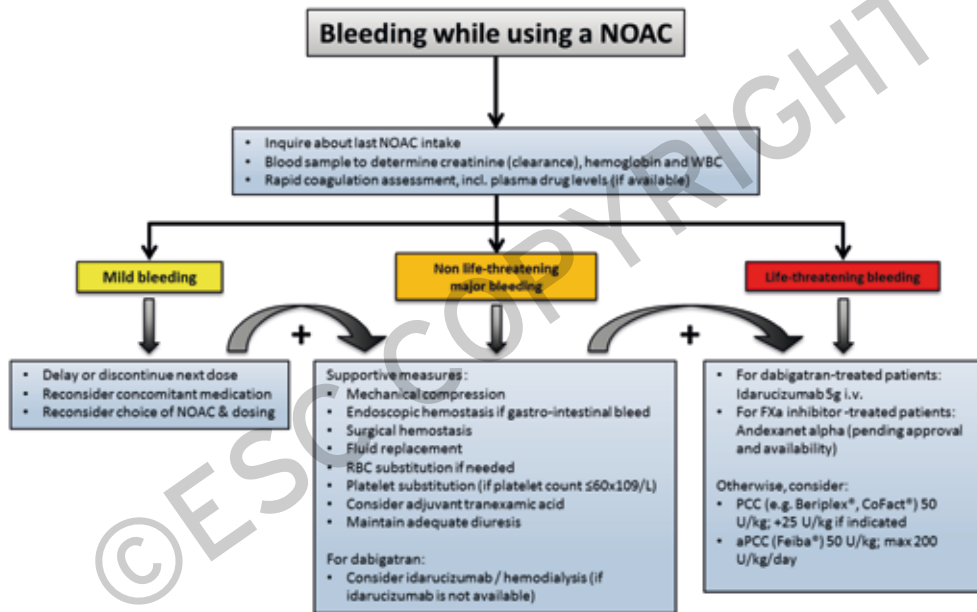 Bleeding while using a NOAC
• Inquire about last NOAC intake
• Blood sample to determine creatinine (clearance), hemoglobin and WBC
• Rapid coagulation assessment, incl. plasma drug levels (if available)
Mild bleeding
Non life-threatening
major bleeding
Life-threatening bleeding
+
+
• Delay or discontinue next dose
• Reconsider concomitant medication
• Reconsider choice of NOAC & dosing
Supportive measures:
• Mechanical compression
• Endoscopic hemostasis if gastro-intestinal bleed
• Surgical hemostasis
• Fluid replacement
• RBC substitution if needed
• Platelet substitution (if platelet count ≤60x109/L)
• Consider adjuvant tranexamic acid
• Maintain adequate diuresis
For dabigatran:
• Consider idarucizumab / hemodialysis (if
idarucizumab is not available)
• For dabigatran-treated patients:
Idarucizumab 5g i.v.
• For FXa inhibitor -treated patients:
Andexanet alpha (pending approval
and availability)
Otherwise, consider:
• PCC (e.g. Beriplex®, CoFact®) 50
U/kg; +25 U/kg if indicated
• aPCC (Feiba®) 50 U/kg; max 200
U/kg/day
©ESC COPYRIGHT